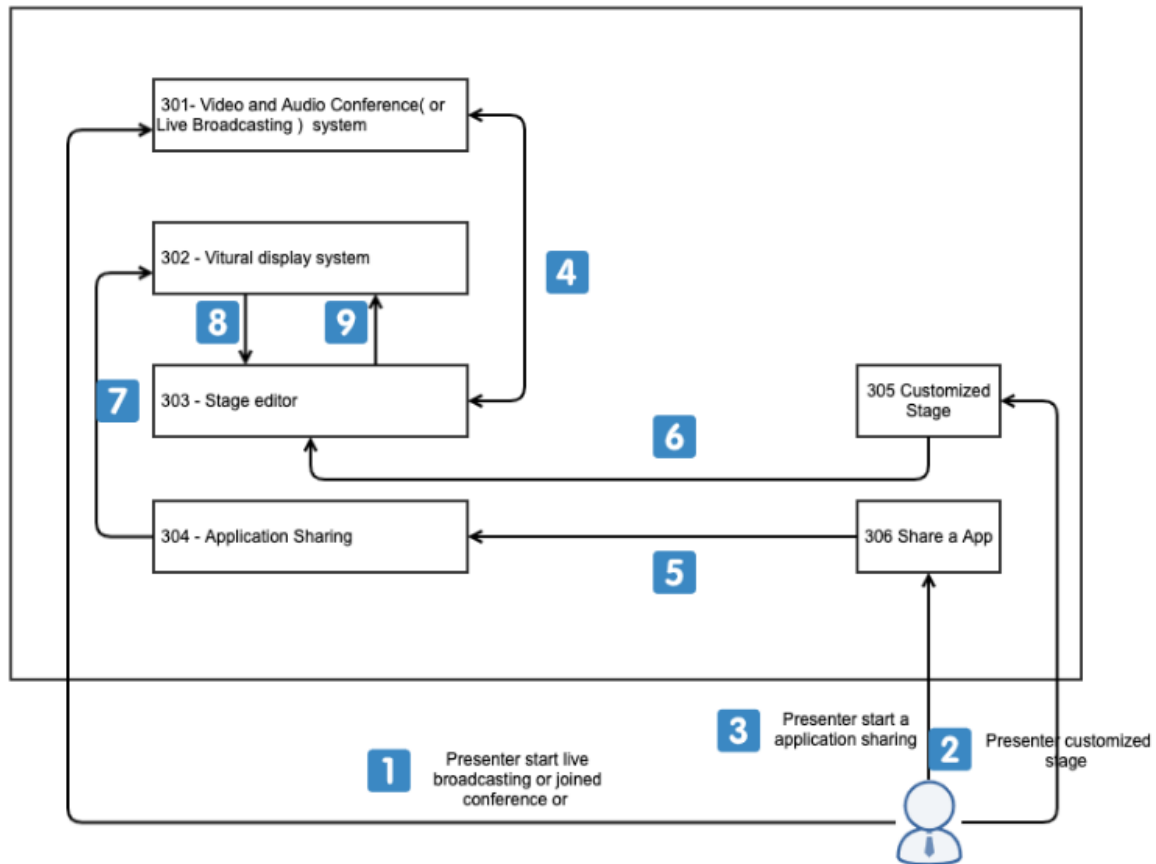 301- Video and Audio Conference( or
Live Broadcasting )  system
302 - Vitural display system
4
8
9
7
303 - Stage editor
305 Customized
Stage
6
304 - Application Sharing
306 Share a App
5
3
Presenter start a
application sharing
2
Presenter customized
stage
1
Presenter start live
broadcasting or joined
conference or